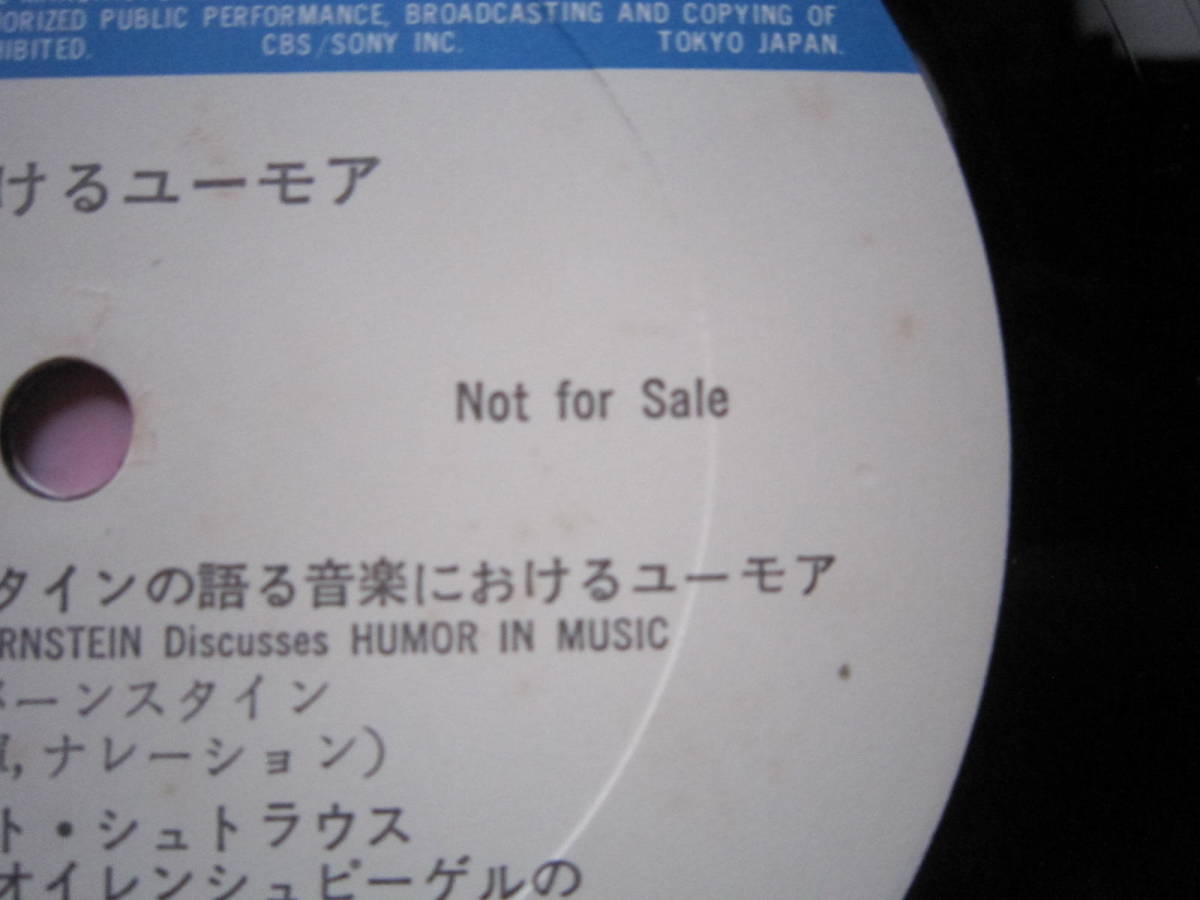 ORIZED PUBLIC PERFORMANCE, BROADCASTING AND COPYING OF
HIBITED. CBS/SONY INC. TOKYO JAPAN.
けるユーモア
Not for Sale
タインの語る音楽におけるユーモア
RNSTEIN Discusses HUMOR IN MUSIC
ーンスタイン
, ナレーション)
ト・シュトラウス
オイレンシュピーゲルの